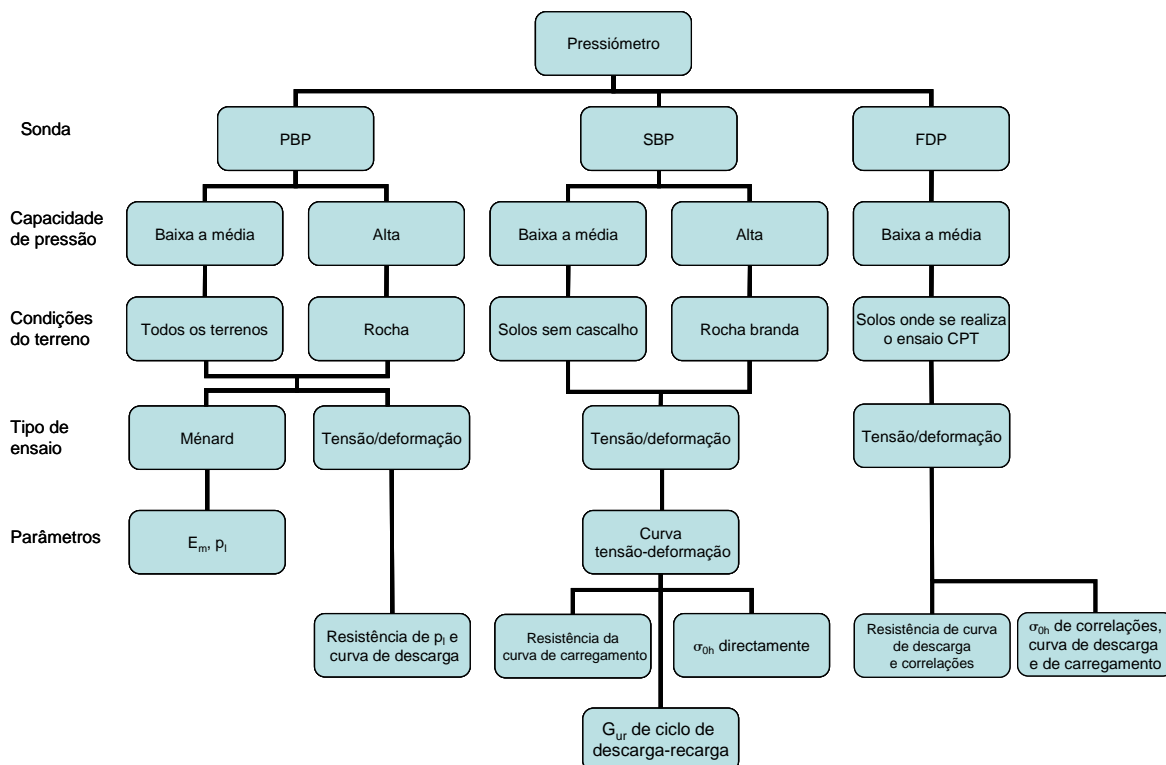 Pressiómetro
Sonda
PBP
SBP
FDP
Capacidade
de pressão
Baixa a média
Alta
Baixa a média
Alta
Baixa a média
Condições
do terreno
Todos os terrenos
Rocha
Solos sem cascalho
Rocha branda
Solos onde se realiza
o ensaio CPT
Tipo de
ensaio
Ménard
Tensão/deformação
Tensão/deformação
Tensão/deformação
Parâmetros
Em, pl
Curva
tensão-deformação
Resistência de pl e
curva de descarga
Resistência da
curva de carregamento
σ0h directamente
Resistência de curva
de descarga
e correlações
σ0h de correlações,
curva de descarga
e de carregamento
Gur de ciclo de
descarga-recarga